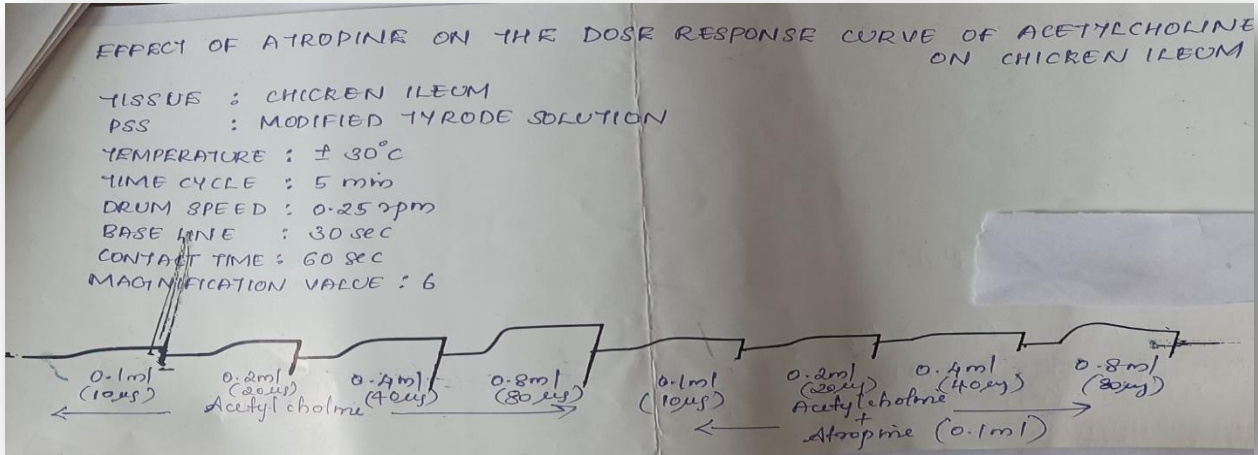 EFFECT OF ATROPINE ON THE DOSE RESPONSE CURVE OF ACETYLCHOLINE
ON CHICKEN ILEUM
TISSUE : CHICKEN ILEUM
PSS : MODIFIED TYRODE SOLUTION
TEMPERATURE : ± 30°C
TIME CYCLE : 5 min
DRUM SPEED : 0.25 rpm
BASE LINE : 30 sec
CONTACT TIME : 60 sec
MAGNIFICATION VALUE : 6
0.1ml 0.2ml 0.4ml 0.8ml 0.1ml 0.2ml 0.4ml 0.8ml
(10µg) (20µg) (40µg) (80µg) (10µg) (20µg) (40µg) (80µg)
Acetylcholine Acetylcholine
+
Atropine (0.1ml)